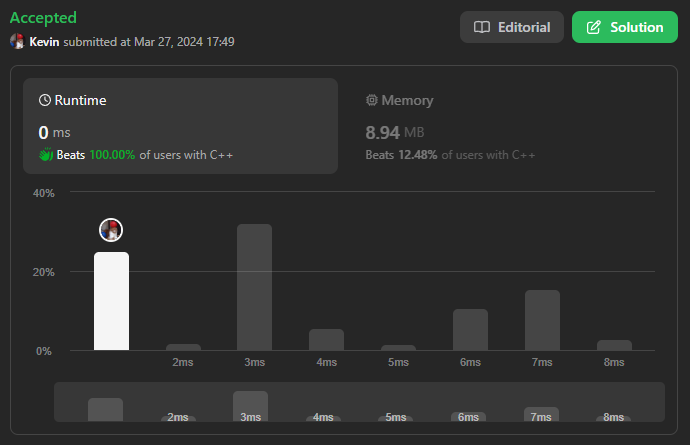 Accepted
Editorial
Solution
Kevin submitted at Mar 27, 2024 17:49
Runtime
Memory
0 ms
8.94 MB
Beats 100.00% of users with C++
Beats 12.48% of users with C++
40%
20%
0%
2ms 3ms 4ms 5ms 6ms 7ms 8ms
2ms 3ms 4ms 5ms 6ms 7ms 8ms